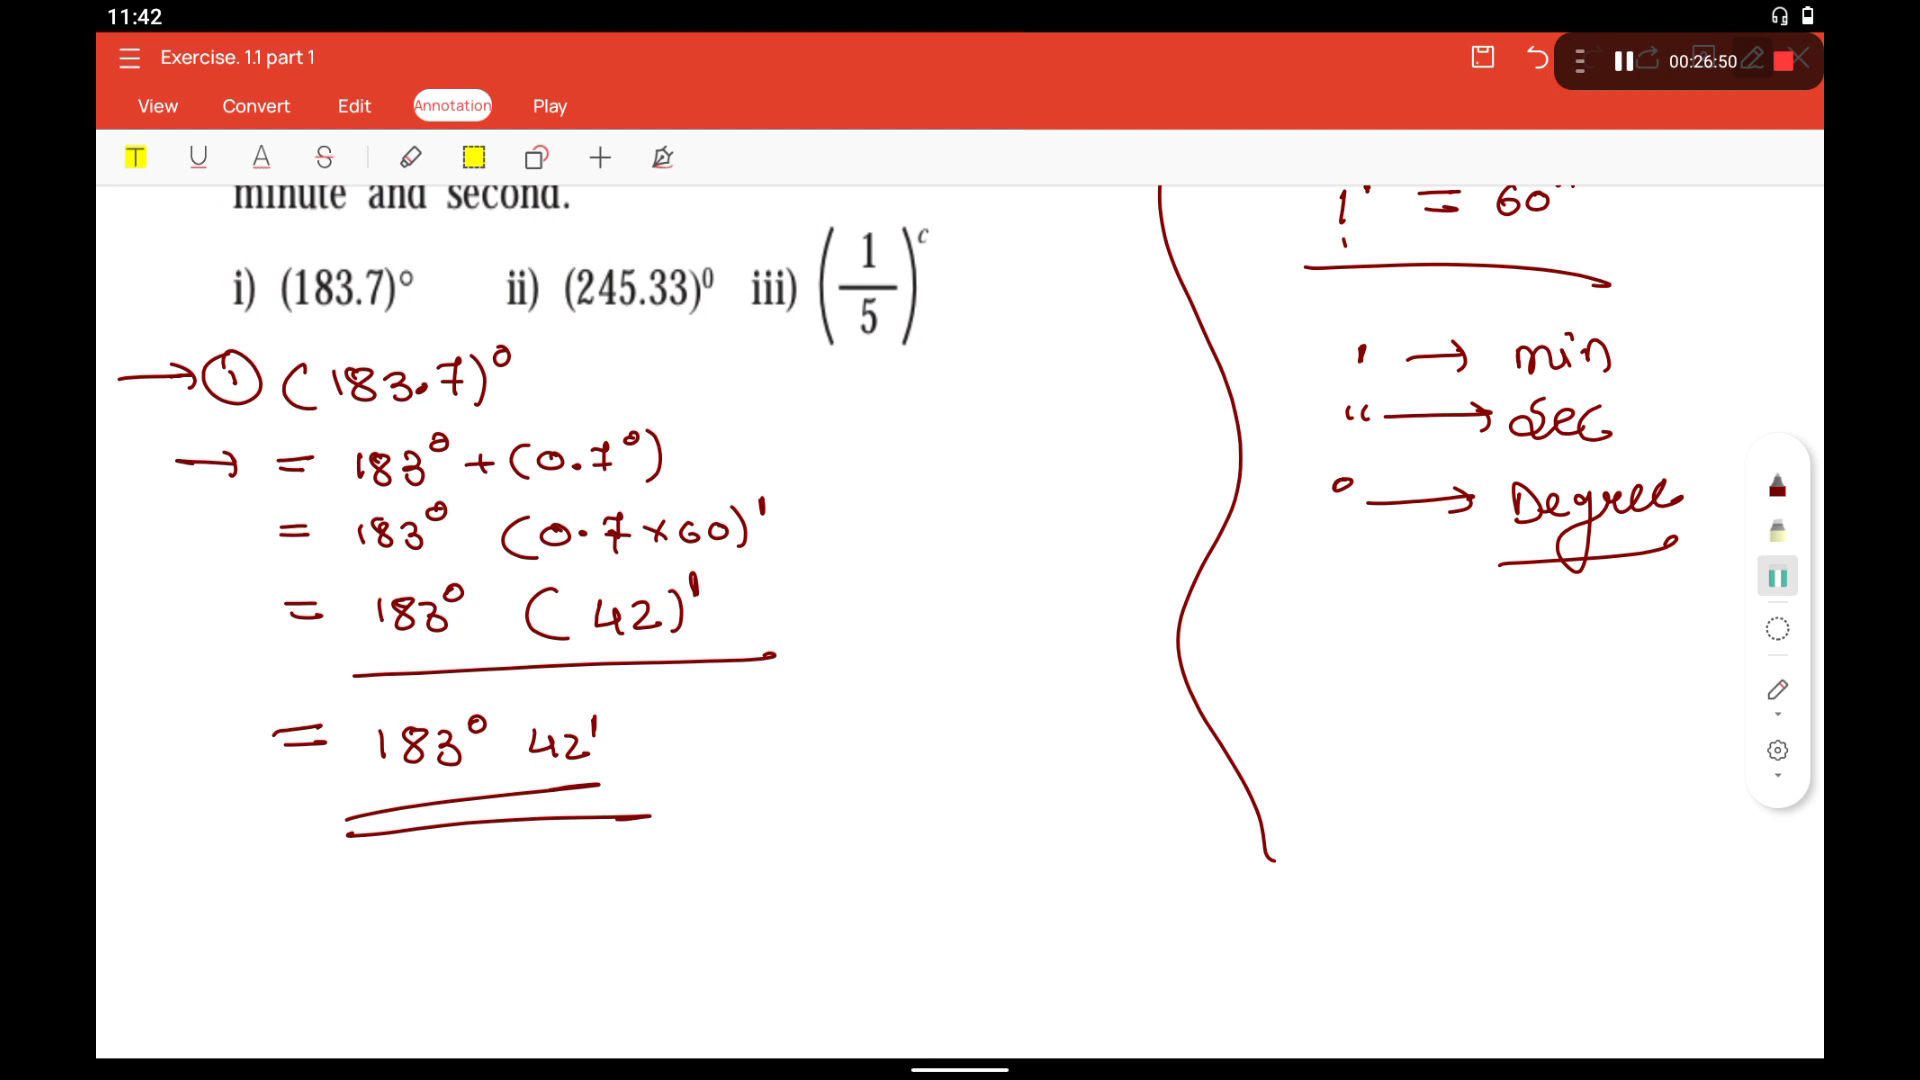 11:42
Exercise. 1.1 part 1
00:26:50
View Convert Edit Annotation Play
T U A S
minute and second.
i) (183.7)° ii) (245.33)⁰ iii) (1/5)ᶜ
→ (i) (183.7)°
→ = 183° + (0.7°)
= 183° (0.7×60)'
= 183° (42)'
= 183° 42'
1' = 60"
' → min
" → Sec
° → Degree